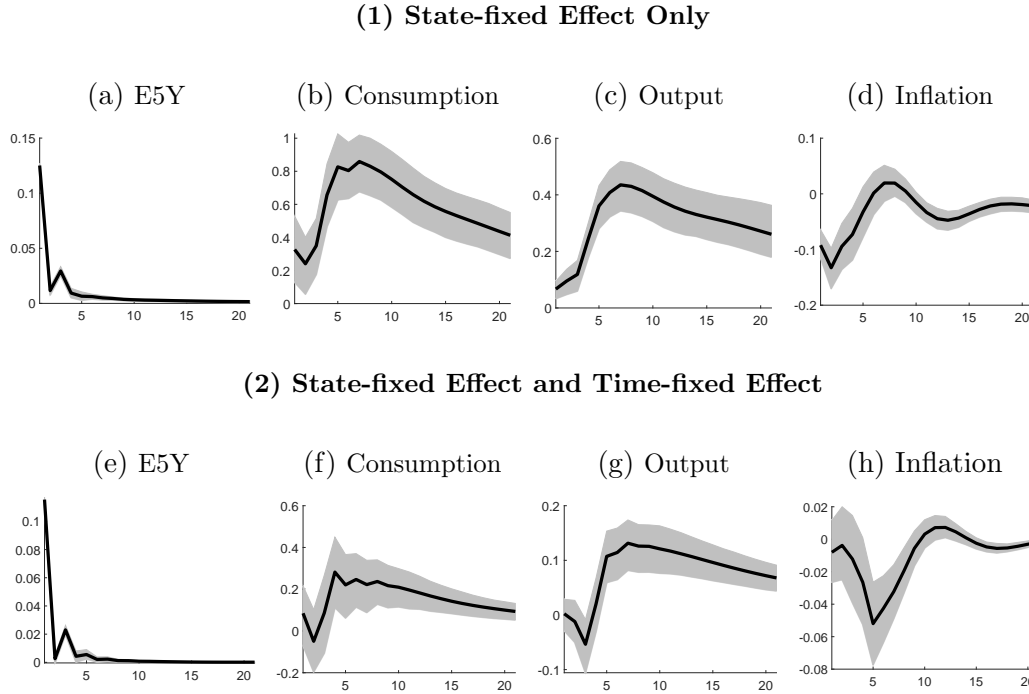 (1) State-fixed Effect Only
(a) E5Y
(b) Consumption
(c) Output
(d) Inflation
0.15
0.1
0.05
0
5 10 15 20
1
0.8
0.6
0.4
0.2
0
5 10 15 20
0.6
0.4
0.2
0
5 10 15 20
0.1
0
-0.1
-0.2
5 10 15 20
(2) State-fixed Effect and Time-fixed Effect
(e) E5Y
(f) Consumption
(g) Output
(h) Inflation
0.1
0.08
0.06
0.04
0.02
0
5 10 15 20
0.6
0.4
0.2
0
-0.2
5 10 15 20
0.2
0.1
0
-0.1
5 10 15 20
0.02
0
-0.02
-0.04
-0.06
-0.08
5 10 15 20